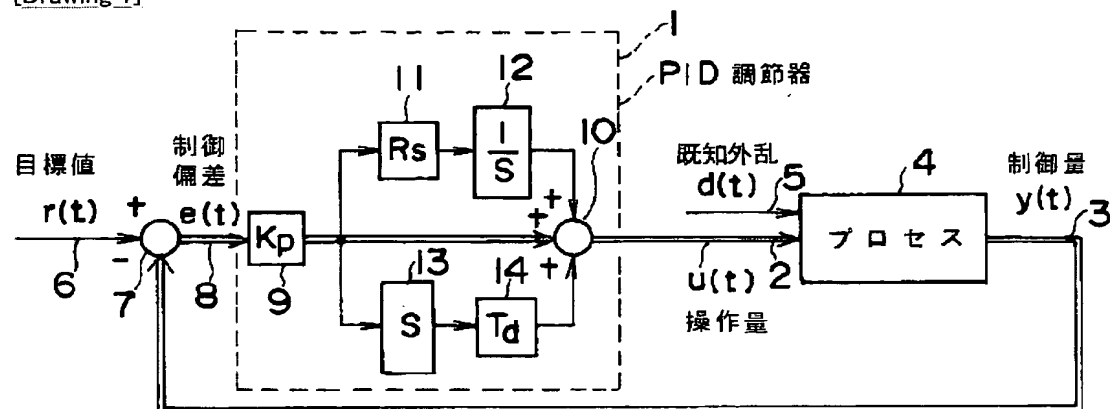 [Drawing 1]
1
PID 調節器
11
12
10
目標値
制御
偏差
Rs
1
S
既知外乱
4
制御量
r(t)
+
e(t)
+
+
d(t)
5
y(t)
3
Kp
+
プロセス
6
-
7
8
9
13
14
+
u(t)
2
S
Td
操作量